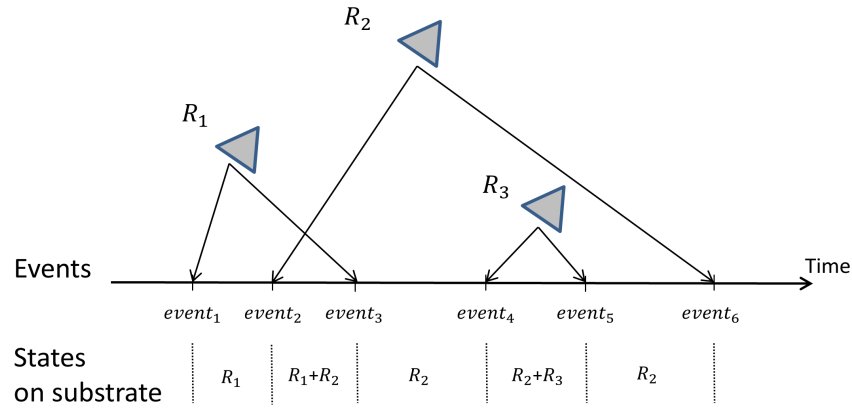 R₂
R₁
R₃
Events
Time
event₁ event₂ event₃ event₄ event₅ event₆
States
on substrate
R₁ R₁+R₂ R₂ R₂+R₃ R₂